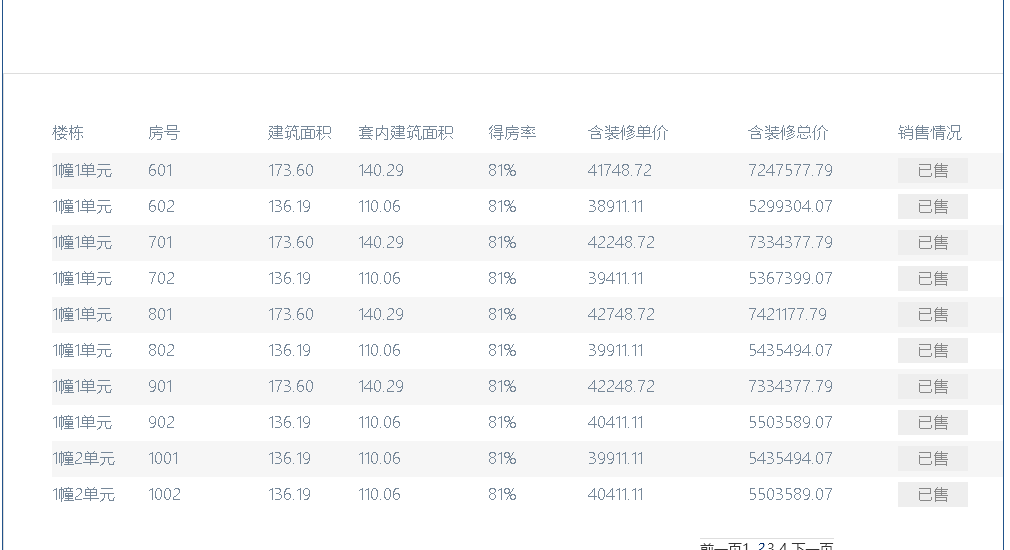 楼栋 房号 建筑面积 套内建筑面积 得房率 含装修单价 含装修总价 销售情况
1幢1单元 601 173.60 140.29 81% 41748.72 7247577.79 已售
1幢1单元 602 136.19 110.06 81% 38911.11 5299304.07 已售
1幢1单元 701 173.60 140.29 81% 42248.72 7334377.79 已售
1幢1单元 702 136.19 110.06 81% 39411.11 5367399.07 已售
1幢1单元 801 173.60 140.29 81% 42748.72 7421177.79 已售
1幢1单元 802 136.19 110.06 81% 39911.11 5435494.07 已售
1幢1单元 901 173.60 140.29 81% 42248.72 7334377.79 已售
1幢1单元 902 136.19 110.06 81% 40411.11 5503589.07 已售
1幢2单元 1001 136.19 110.06 81% 39911.11 5435494.07 已售
1幢2单元 1002 136.19 110.06 81% 40411.11 5503589.07 已售
前一页1 2 3 4 下一页